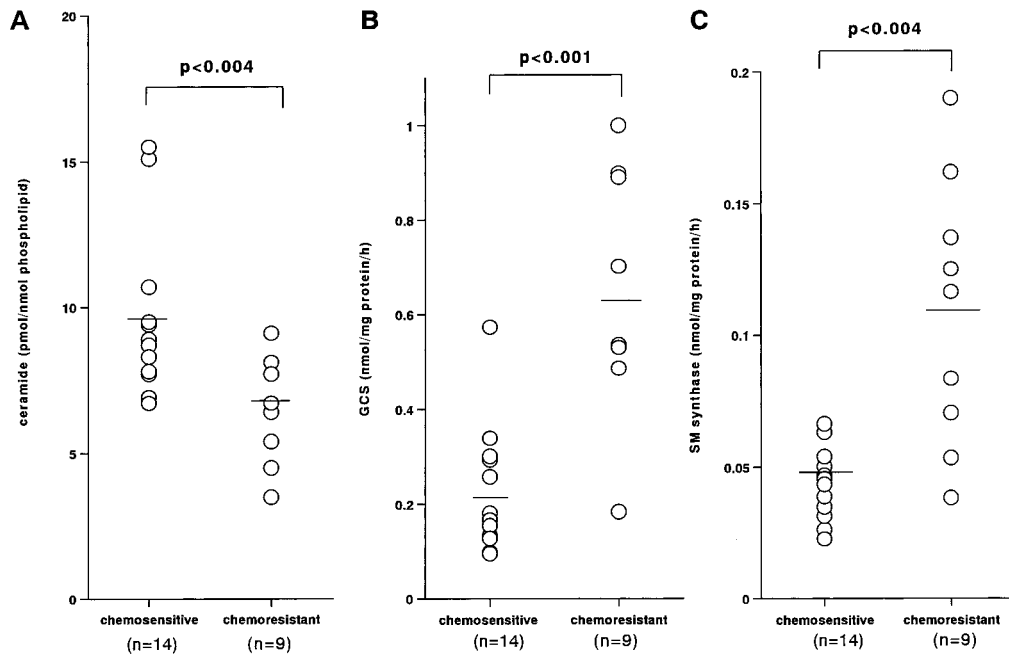 A
20
15
10
5
0
ceramide (pmol/nmol phospholipid)
p<0.004
chemosensitive
(n=14)
chemoresistant
(n=9)
B
1
0.8
0.6
0.4
0.2
0
GCS (nmol/mg protein/h)
p<0.001
chemosensitive
(n=14)
chemoresistant
(n=9)
C
0.2
0.15
0.1
0.05
0
SM synthase (nmol/mg protein/h)
p<0.004
chemosensitive
(n=14)
chemoresistant
(n=9)